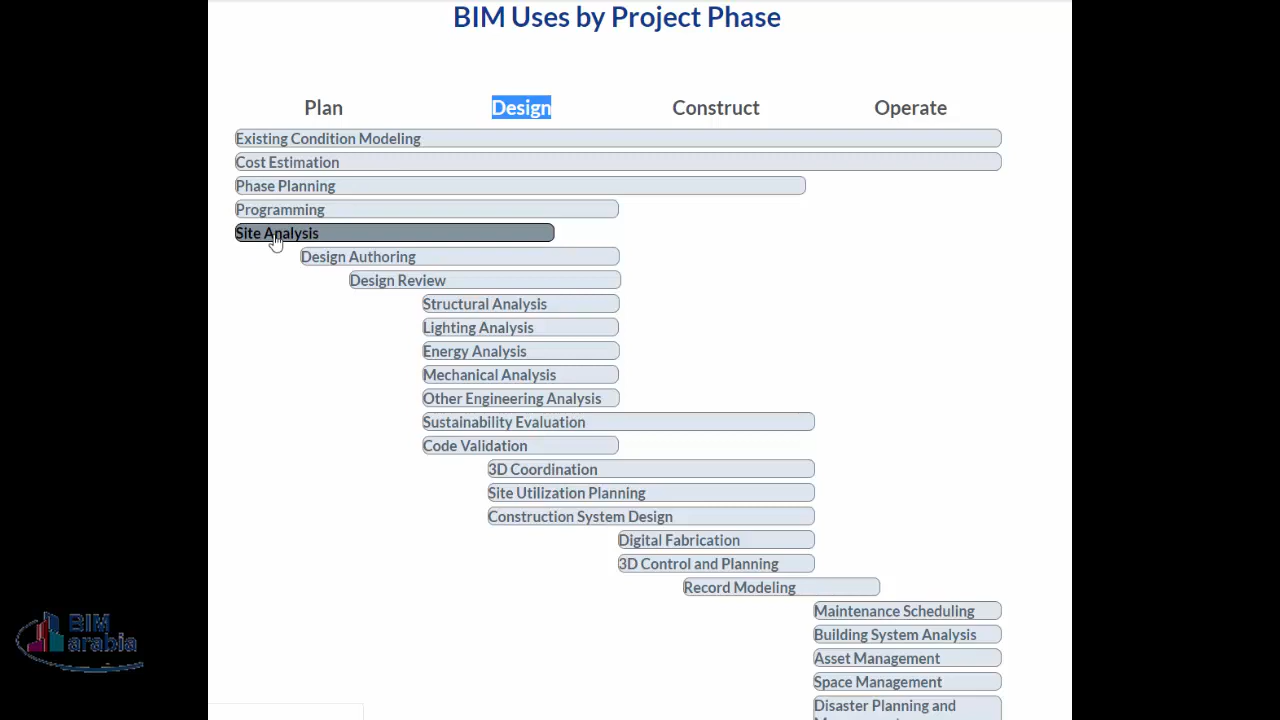 BIM Uses by Project Phase
Plan Design Construct Operate
Existing Condition Modeling
Cost Estimation
Phase Planning
Programming
Site Analysis
Design Authoring
Design Review
Structural Analysis
Lighting Analysis
Energy Analysis
Mechanical Analysis
Other Engineering Analysis
Sustainability Evaluation
Code Validation
3D Coordination
Site Utilization Planning
Construction System Design
Digital Fabrication
3D Control and Planning
Record Modeling
Maintenance Scheduling
Building System Analysis
Asset Management
Space Management
Disaster Planning and
BIM
arabia